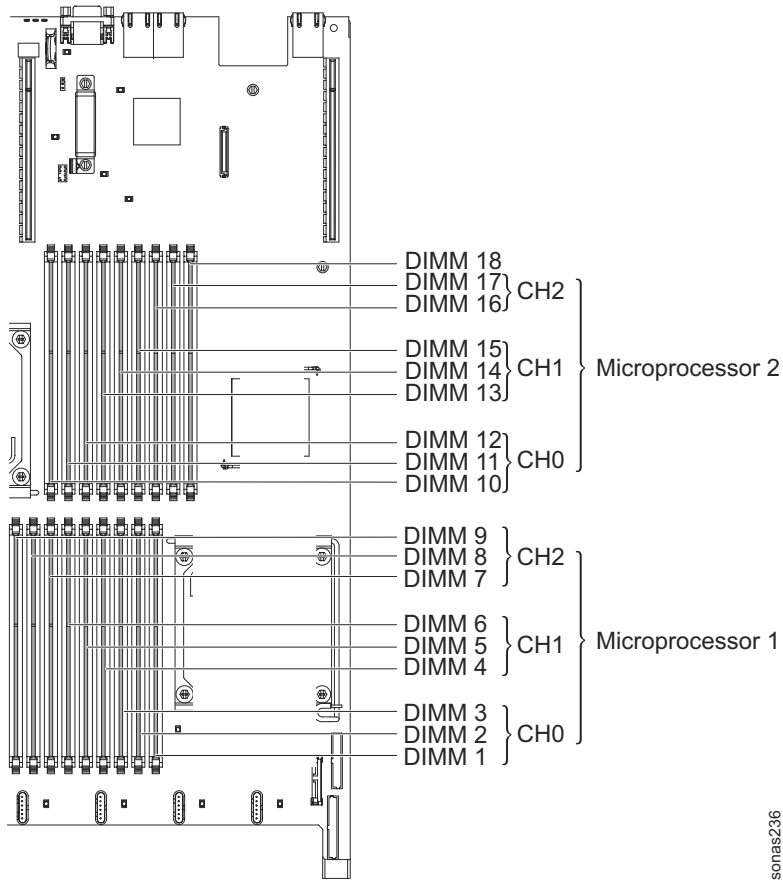 DIMM 18
DIMM 17
DIMM 16
CH2
DIMM 15
DIMM 14
DIMM 13
CH1
Microprocessor 2
DIMM 12
DIMM 11
DIMM 10
CH0
DIMM 9
DIMM 8
DIMM 7
CH2
DIMM 6
DIMM 5
DIMM 4
CH1
Microprocessor 1
DIMM 3
DIMM 2
DIMM 1
CH0
sonas236